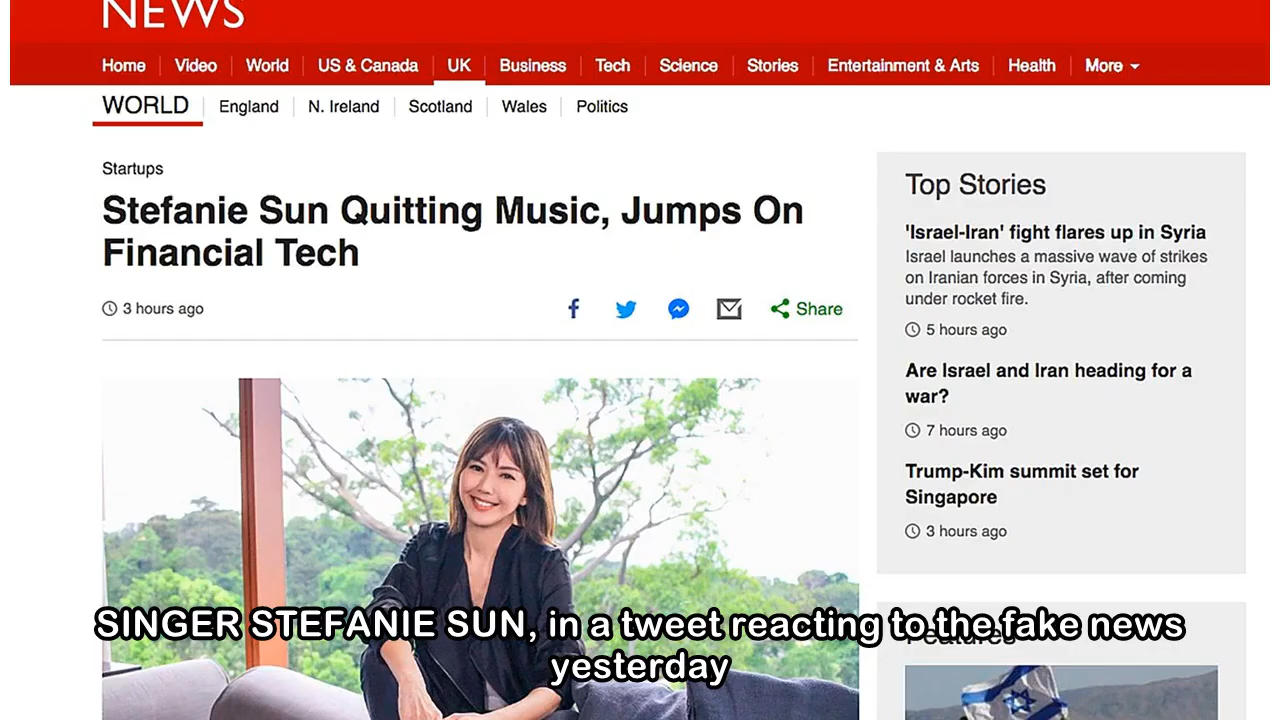 NEWS
Home Video World US & Canada UK Business Tech Science Stories Entertainment & Arts Health More
WORLD England N. Ireland Scotland Wales Politics
Startups
Stefanie Sun Quitting Music, Jumps On
Financial Tech
3 hours ago
Share
Top Stories
'Israel-Iran' fight flares up in Syria
Israel launches a massive wave of strikes
on Iranian forces in Syria, after coming
under rocket fire.
5 hours ago
Are Israel and Iran heading for a
war?
7 hours ago
Trump-Kim summit set for
Singapore
3 hours ago
Features
SINGER STEFANIE SUN, in a tweet reacting to the fake news
yesterday